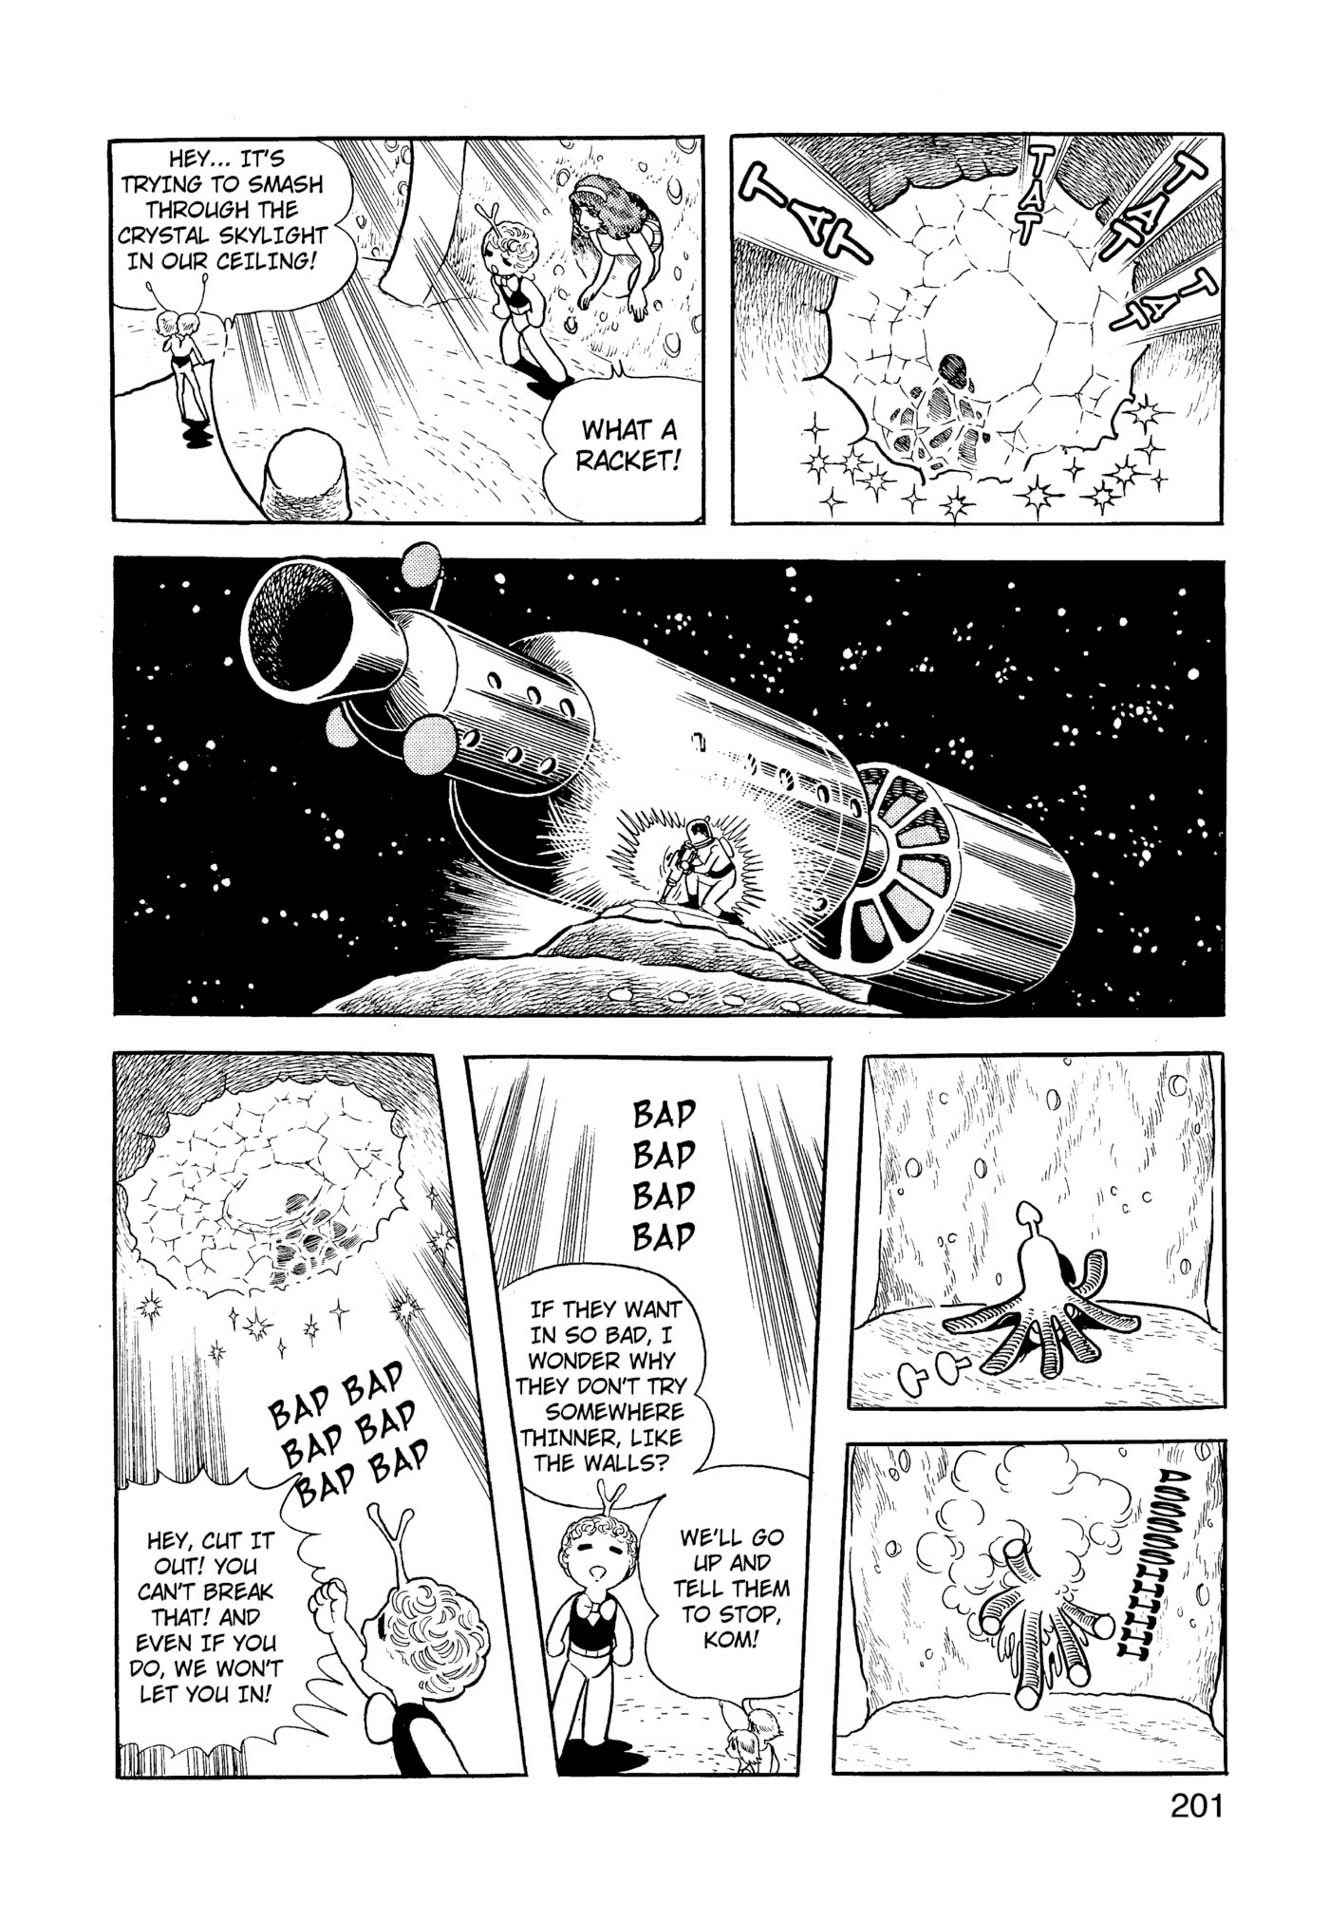 HEY... IT'S
TRYING TO SMASH
THROUGH THE
CRYSTAL SKYLIGHT
IN OUR CEILING!
WHAT A
RACKET!
TAT
TAT
TAT
TAT
TAT
TAT
HEY, CUT IT
OUT! YOU
CAN'T BREAK
THAT! AND
EVEN IF YOU
DO, WE WON'T
LET YOU IN!
BAP BAP
BAP BAP
BAP BAP
BAP
BAP
BAP
BAP
IF THEY WANT
IN SO BAD, I
WONDER WHY
THEY DON'T TRY
SOMEWHERE
THINNER, LIKE
THE WALLS?
WE'LL GO
UP AND
TELL THEM
TO STOP,
KOM!
201